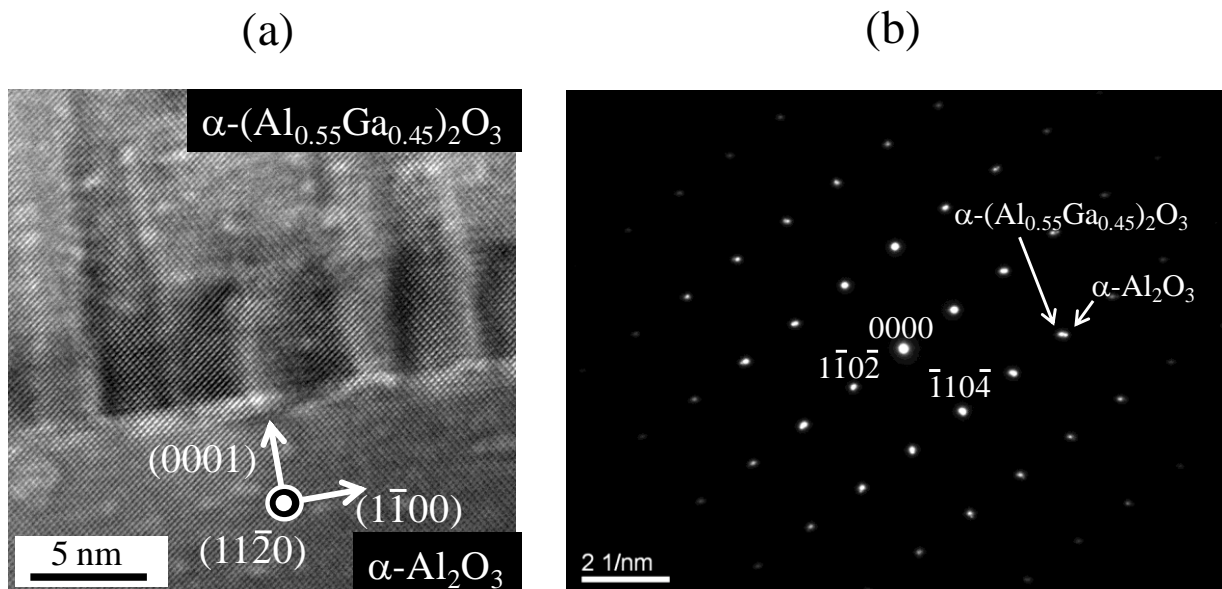 (a)
(b)
α-(Al₀.₅₅Ga₀.₄₅)₂O₃
(0001)
(11̅00)
(112̅0)
5 nm
α-Al₂O₃
α-(Al₀.₅₅Ga₀.₄₅)₂O₃
α-Al₂O₃
0000
11̅02̅
1̅104̅
2 1/nm